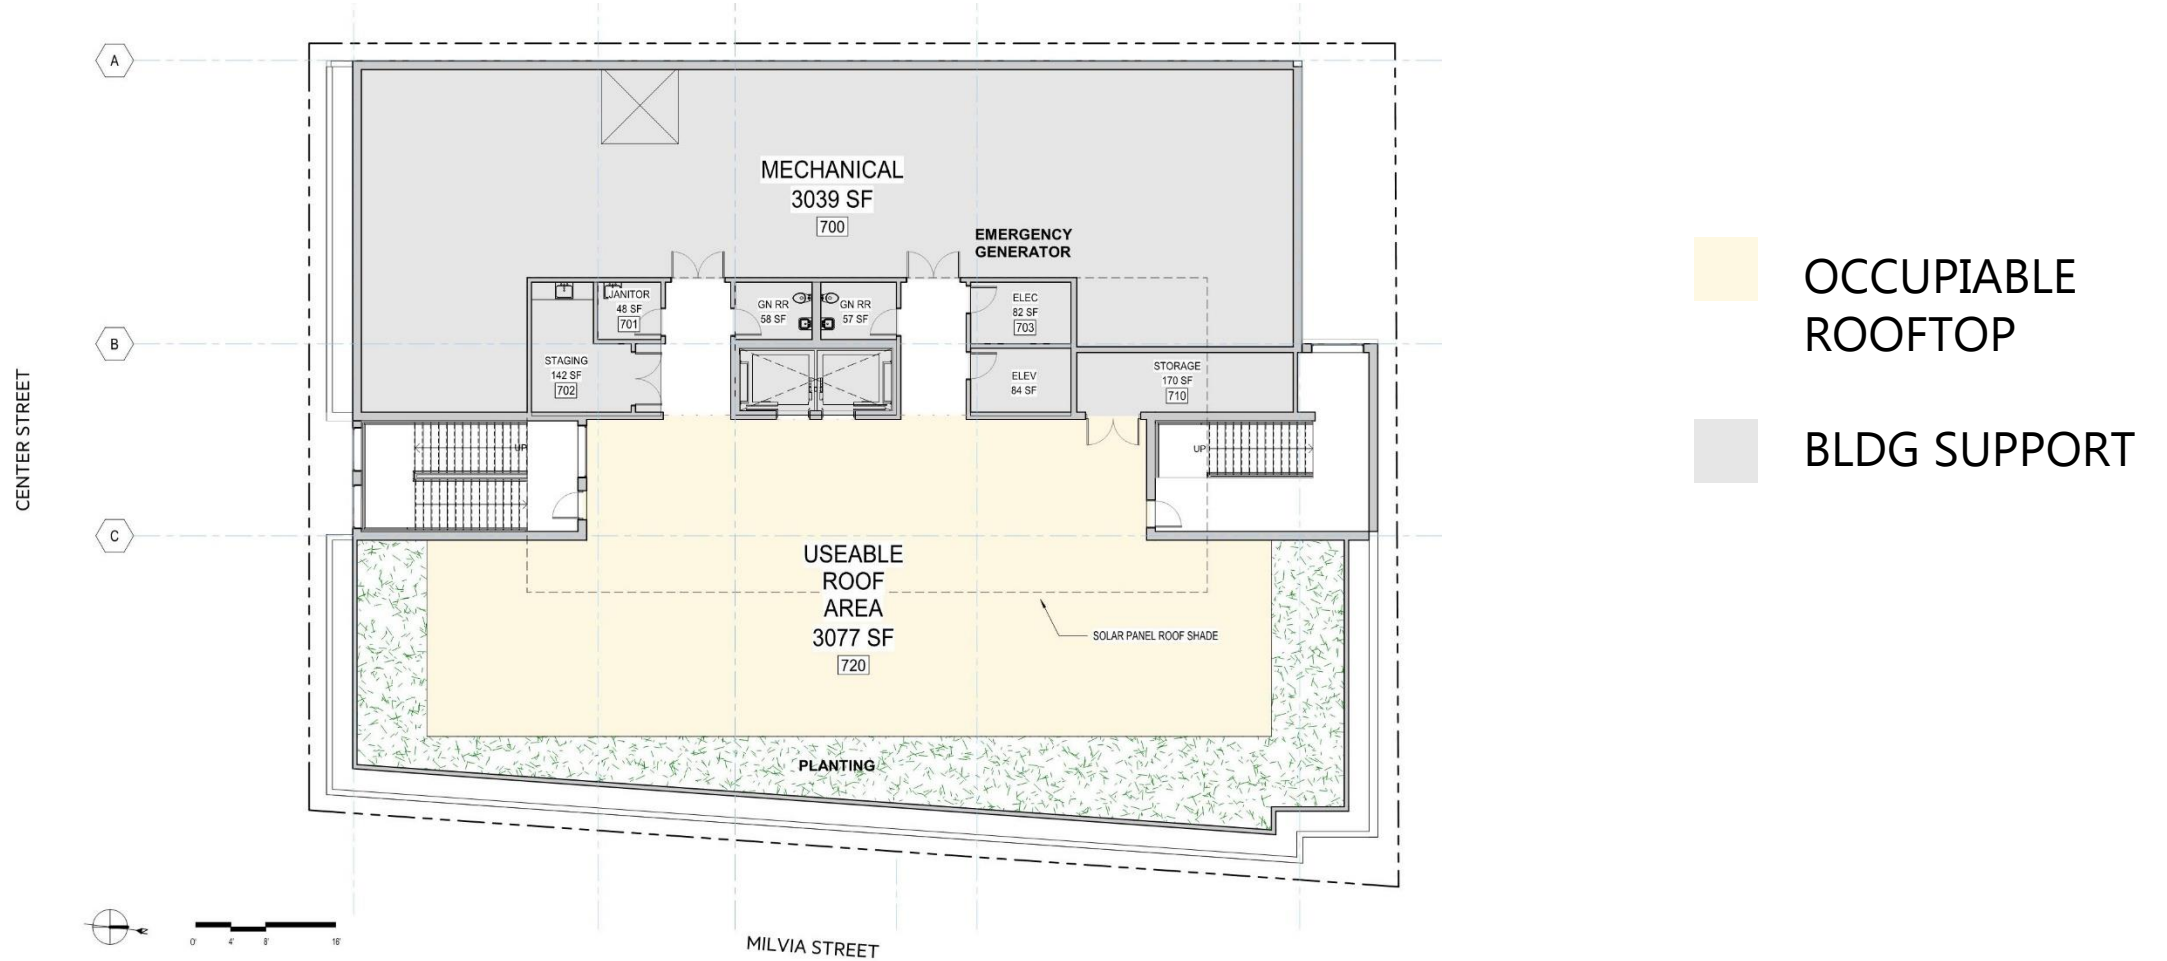 A
MECHANICAL
3039 SF
700
EMERGENCY
GENERATOR
OCCUPIABLE
ROOFTOP
JANITOR
48 SF
701
GN RR
58 SF
GN RR
57 SF
ELEC
82 SF
703
B
STAGING
142 SF
702
ELEV
84 SF
STORAGE
170 SF
710
CENTER STREET
UP
UP
BLDG SUPPORT
C
USEABLE
ROOF
AREA
3077 SF
720
SOLAR PANEL ROOF SHADE
PLANTING
0' 4' 8' 16'
MILVIA STREET